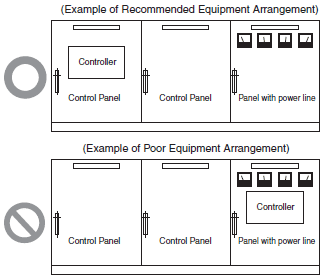 (Example of Recommended Equipment Arrangement)
Controller
Control Panel
Control Panel
Panel with power line
(Example of Poor Equipment Arrangement)
Controller
Control Panel
Control Panel
Panel with power line